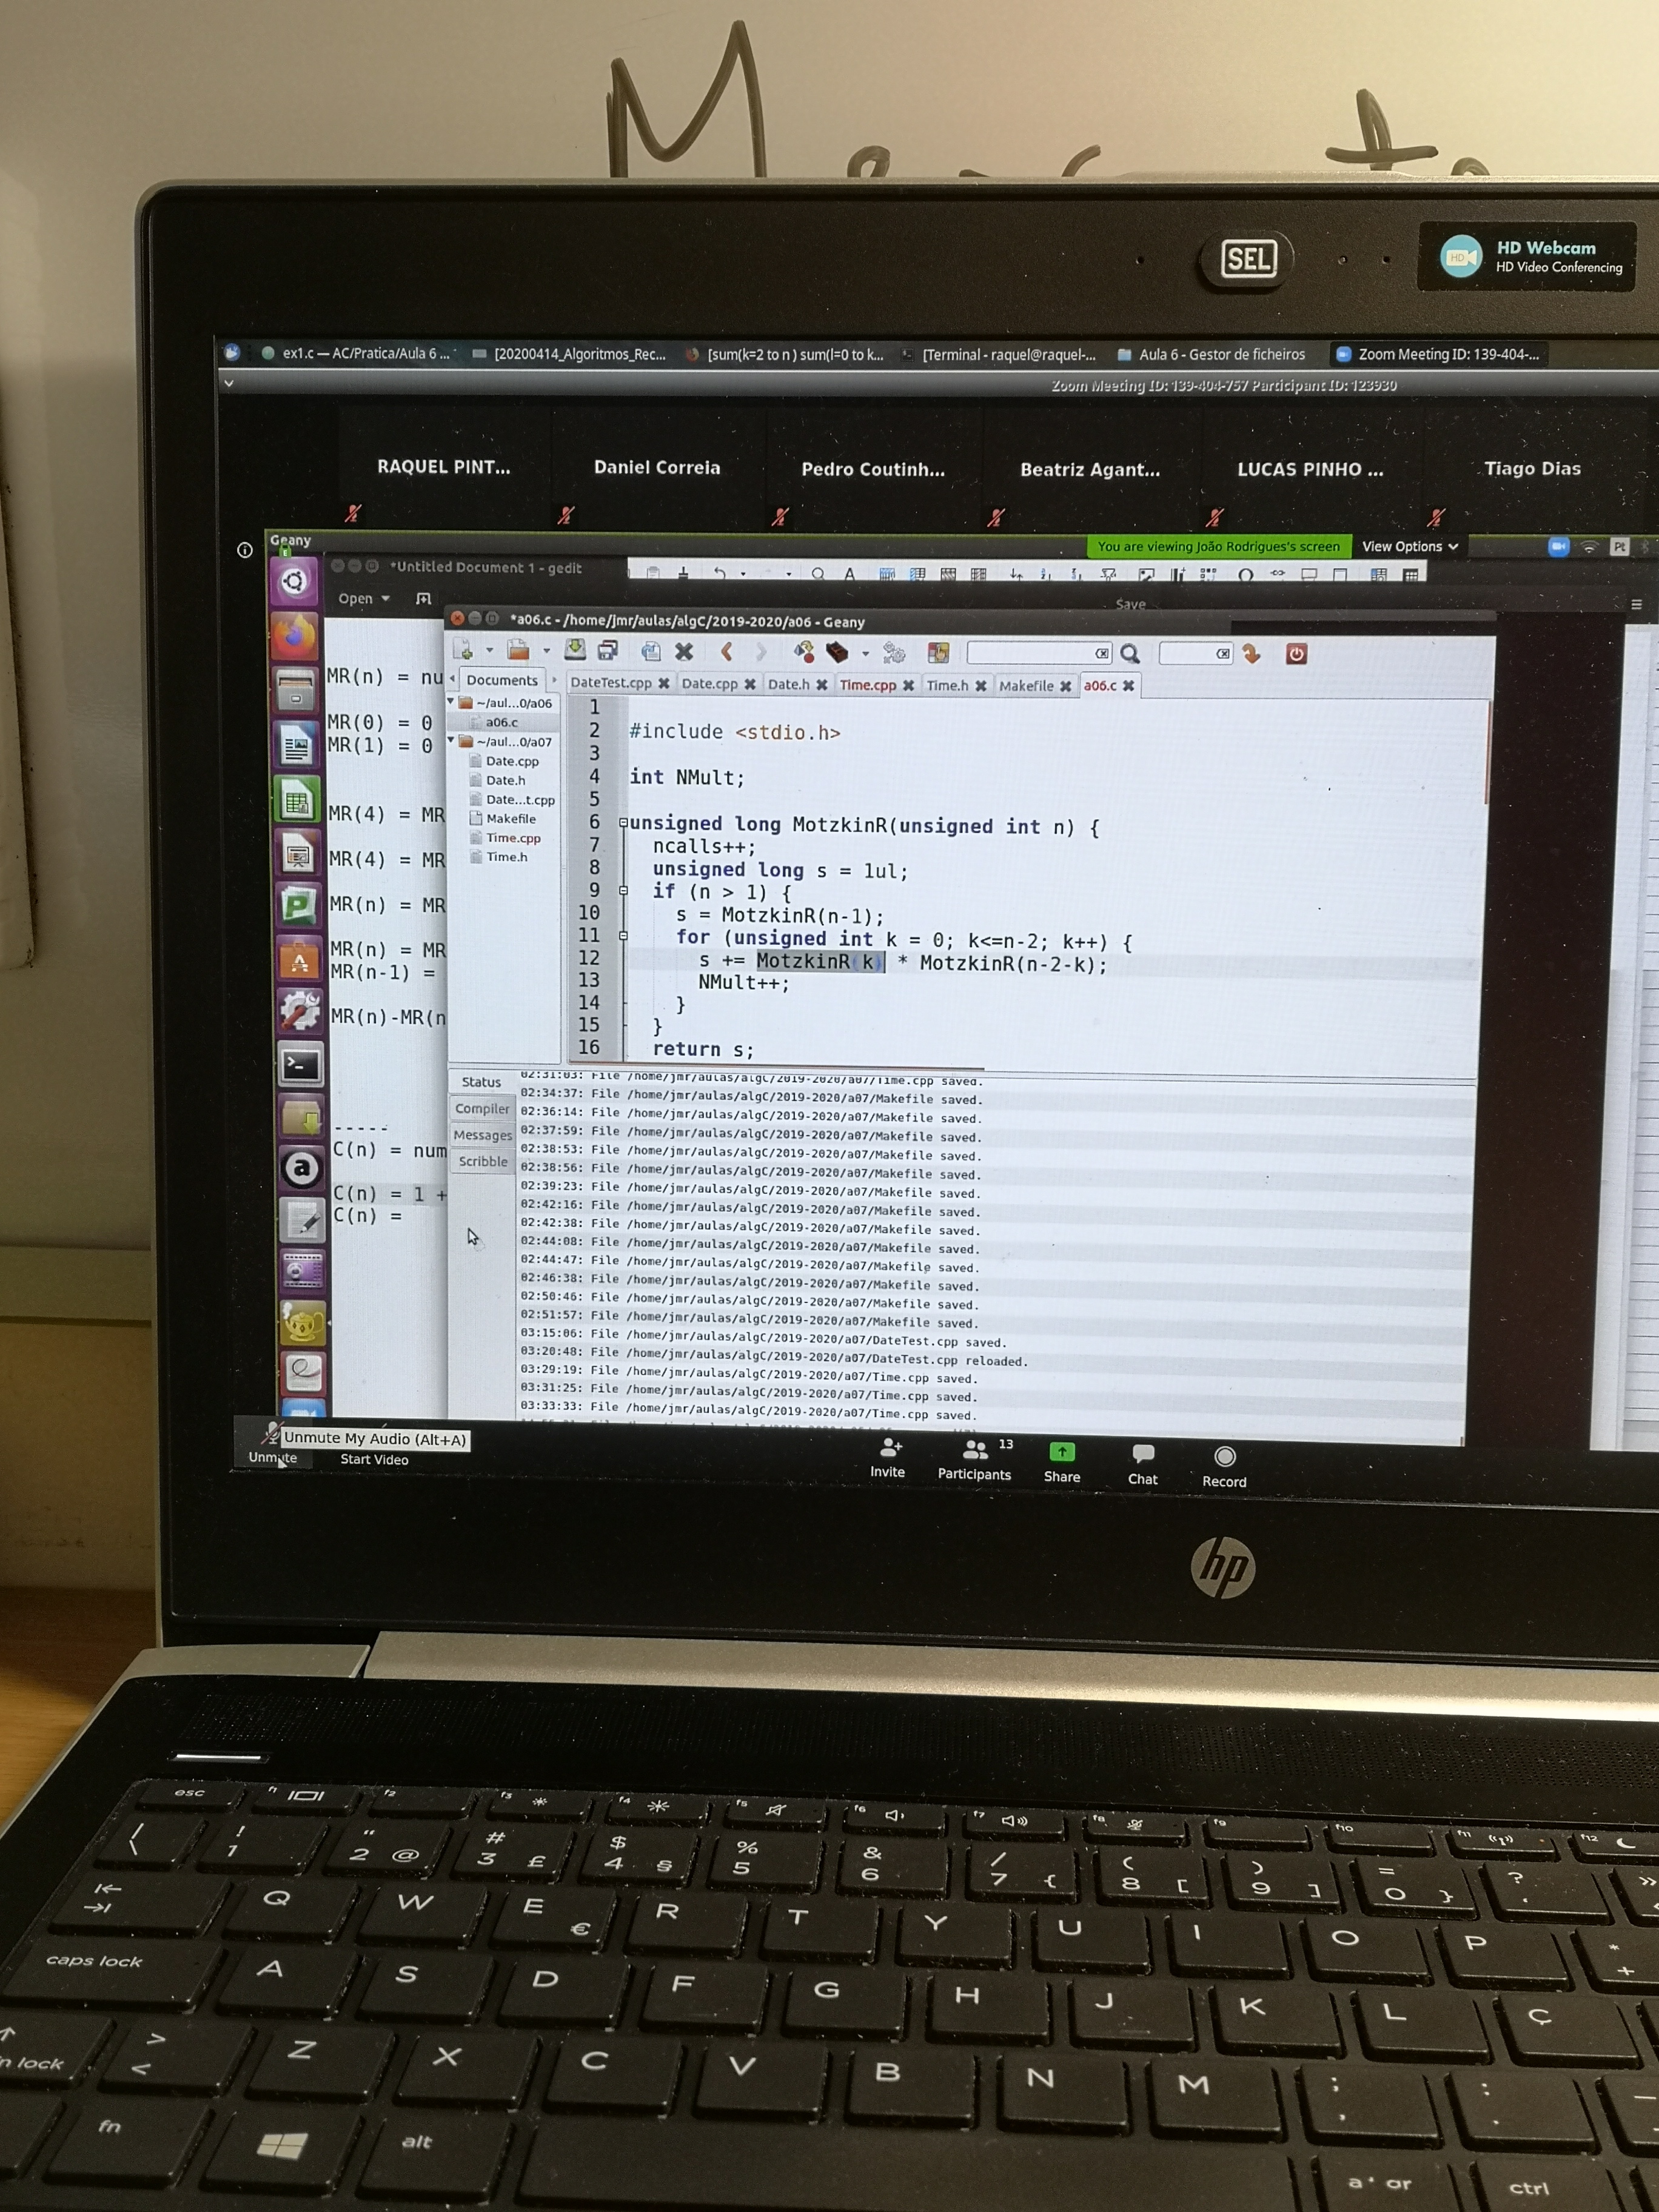 SEL
HD Webcam
HD Video Conferencing
ex1.c — AC/Pratica/Aula 6 ... [20200414_Algoritmos_Rec... [sum(k=2 to n ) sum(l=0 to k... [Terminal - raquel@raquel-... Aula 6 - Gestor de ficheiros Zoom Meeting ID: 139-404-...
Zoom Meeting ID: 139-404-757 Participant ID: 123930
RAQUEL PINT... Daniel Correia Pedro Coutinh... Beatriz Agant... LUCAS PINHO ... Tiago Dias
Geany You are viewing João Rodrigues's screen View Options Pt
*Untitled Document 1 - gedit
Open Save
*a06.c - /home/jmr/aulas/algC/2019-2020/a06 - Geany
Documents DateTest.cpp Date.cpp Date.h Time.cpp Time.h Makefile a06.c
~/aul...0/a06
a06.c
~/aul...0/a07
Date.cpp
Date.h
Date...t.cpp
Makefile
Time.cpp
Time.h
MR(n) = nu
MR(0) = 0
MR(1) = 0
MR(4) = MR
MR(4) = MR
MR(n) = MR
MR(n) = MR
MR(n-1) =
MR(n)-MR(n
-----
C(n) = num
C(n) = 1 +
C(n) =
1
2 #include <stdio.h>
3
4 int NMult;
5
6 unsigned long MotzkinR(unsigned int n) {
7 ncalls++;
8 unsigned long s = 1ul;
9 if (n > 1) {
10 s = MotzkinR(n-1);
11 for (unsigned int k = 0; k<=n-2; k++) {
12 s += MotzkinR(k) * MotzkinR(n-2-k);
13 NMult++;
14 }
15 }
16 return s;
Status
Compiler
Messages
Scribble
02:31:03: File /home/jmr/aulas/algC/2019-2020/a07/Time.cpp saved.
02:34:37: File /home/jmr/aulas/algC/2019-2020/a07/Makefile saved.
02:36:14: File /home/jmr/aulas/algC/2019-2020/a07/Makefile saved.
02:37:59: File /home/jmr/aulas/algC/2019-2020/a07/Makefile saved.
02:38:53: File /home/jmr/aulas/algC/2019-2020/a07/Makefile saved.
02:38:56: File /home/jmr/aulas/algC/2019-2020/a07/Makefile saved.
02:39:23: File /home/jmr/aulas/algC/2019-2020/a07/Makefile saved.
02:42:16: File /home/jmr/aulas/algC/2019-2020/a07/Makefile saved.
02:42:38: File /home/jmr/aulas/algC/2019-2020/a07/Makefile saved.
02:44:08: File /home/jmr/aulas/algC/2019-2020/a07/Makefile saved.
02:44:47: File /home/jmr/aulas/algC/2019-2020/a07/Makefile saved.
02:46:38: File /home/jmr/aulas/algC/2019-2020/a07/Makefile saved.
02:50:46: File /home/jmr/aulas/algC/2019-2020/a07/Makefile saved.
02:51:57: File /home/jmr/aulas/algC/2019-2020/a07/Makefile saved.
03:15:06: File /home/jmr/aulas/algC/2019-2020/a07/DateTest.cpp saved.
03:20:48: File /home/jmr/aulas/algC/2019-2020/a07/DateTest.cpp reloaded.
03:29:19: File /home/jmr/aulas/algC/2019-2020/a07/Time.cpp saved.
03:31:25: File /home/jmr/aulas/algC/2019-2020/a07/Time.cpp saved.
03:33:33: File /home/jmr/aulas/algC/2019-2020/a07/Time.cpp saved.
Unmute My Audio (Alt+A)
Unmute Start Video Invite Participants 13 Share Chat Record
hp
esc f1 f2 f3 f4 f5 f6 f7 f8 f9 f10 f11 f12
\ | ! 1 " 2 @ # 3 £ $ 4 § % 5 & 6 / 7 { ( 8 [ ) 9 ] = 0 } ? '
Q W E € R T Y U I O P * +
caps lock A S D F G H J K L Ç
> < Z X C V B N M ; , : .
fn alt ctrl